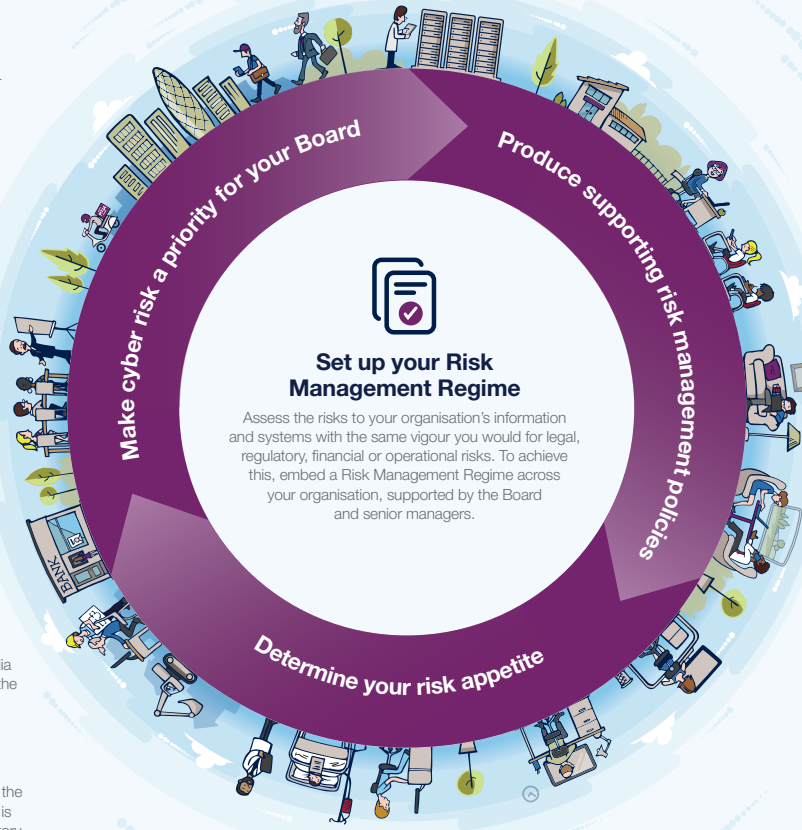 Make cyber risk a priority for your Board
Produce supporting risk management policies
Set up your Risk
Management Regime
Assess the risks to your organisation’s information
and systems with the same vigour you would for legal,
regulatory, financial or operational risks. To achieve
this, embed a Risk Management Regime across
your organisation, supported by the Board
and senior managers.
BANK
Determine your risk appetite
the
the
is